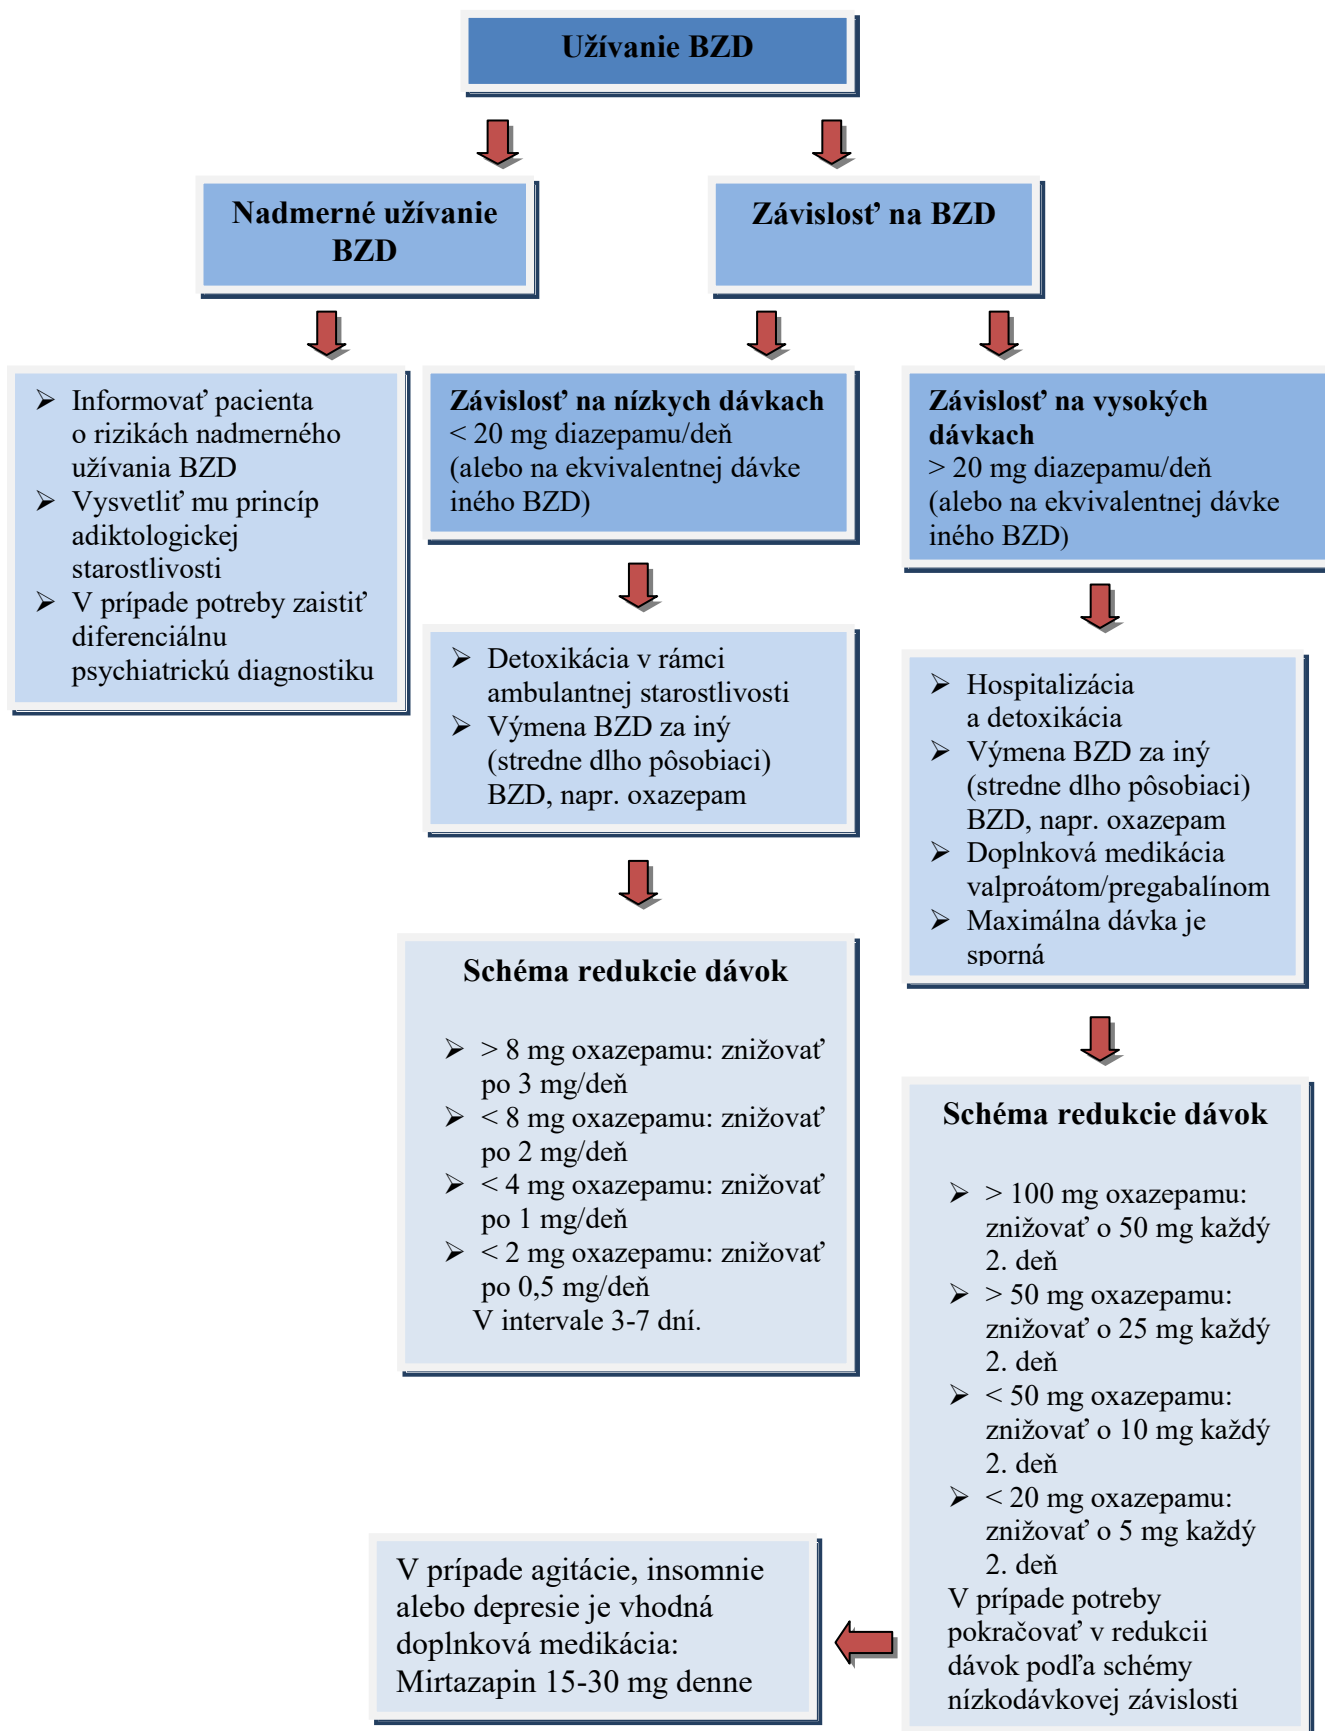 Užívanie BZD
Nadmerné užívanie
BZD
Závislosť na BZD
➢ Informovať pacienta
o rizikách nadmerného
užívania BZD
➢ Vysvetliť mu princíp
adiktologickej
starostlivosti
➢ V prípade potreby zaistiť
diferenciálnu
psychiatrickú diagnostiku
Závislosť na nízkych dávkach
< 20 mg diazepamu/deň
(alebo na ekvivalentnej dávke
iného BZD)
Závislosť na vysokých
dávkach
> 20 mg diazepamu/deň
(alebo na ekvivalentnej dávke
iného BZD)
➢ Detoxikácia v rámci
ambulantnej starostlivosti
➢ Výmena BZD za iný
(stredne dlho pôsobiaci)
BZD, napr. oxazepam
➢ Hospitalizácia
a detoxikácia
➢ Výmena BZD za iný
(stredne dlho pôsobiaci)
BZD, napr. oxazepam
➢ Doplnková medikácia
valproátom/pregabalínom
➢ Maximálna dávka je
sporná
Schéma redukcie dávok
➢ > 8 mg oxazepamu: znižovať
po 3 mg/deň
➢ < 8 mg oxazepamu: znižovať
po 2 mg/deň
➢ < 4 mg oxazepamu: znižovať
po 1 mg/deň
➢ < 2 mg oxazepamu: znižovať
po 0,5 mg/deň
V intervale 3-7 dní.
Schéma redukcie dávok
➢ > 100 mg oxazepamu:
znižovať o 50 mg každý
2. deň
➢ > 50 mg oxazepamu:
znižovať o 25 mg každý
2. deň
➢ < 50 mg oxazepamu:
znižovať o 10 mg každý
2. deň
➢ < 20 mg oxazepamu:
znižovať o 5 mg každý
2. deň
V prípade potreby
pokračovať v redukcii
dávok podľa schémy
nízkodávkovej závislosti
V prípade agitácie, insomnie
alebo depresie je vhodná
doplnková medikácia:
Mirtazapin 15-30 mg denne